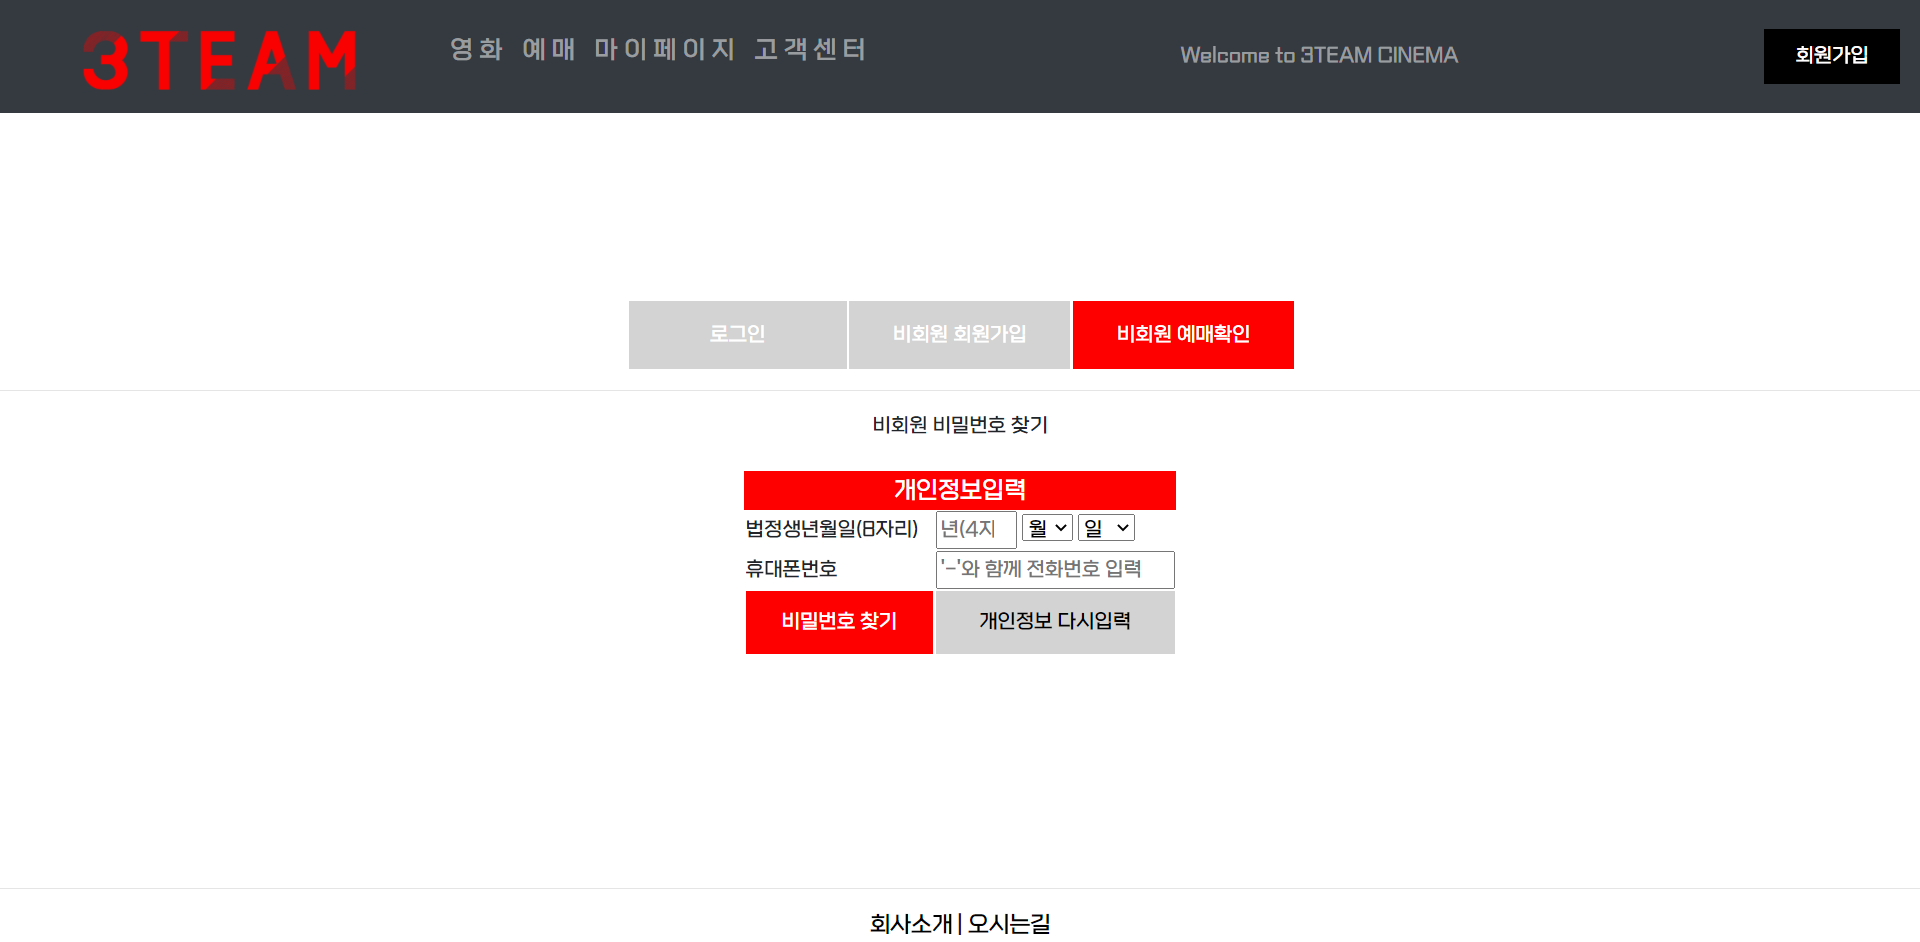 3TEAM 영화 예매 마이페이지 고객센터 Welcome to 3TEAM CINEMA 회원가입
로그인 비회원 회원가입 비회원 예매확인
비회원 비밀번호 찾기
개인정보입력
법정생년월일(8자리) 년(4지 월 일
휴대폰번호 '-'와 함께 전화번호 입력
비밀번호 찾기 개인정보 다시입력
회사소개 | 오시는길